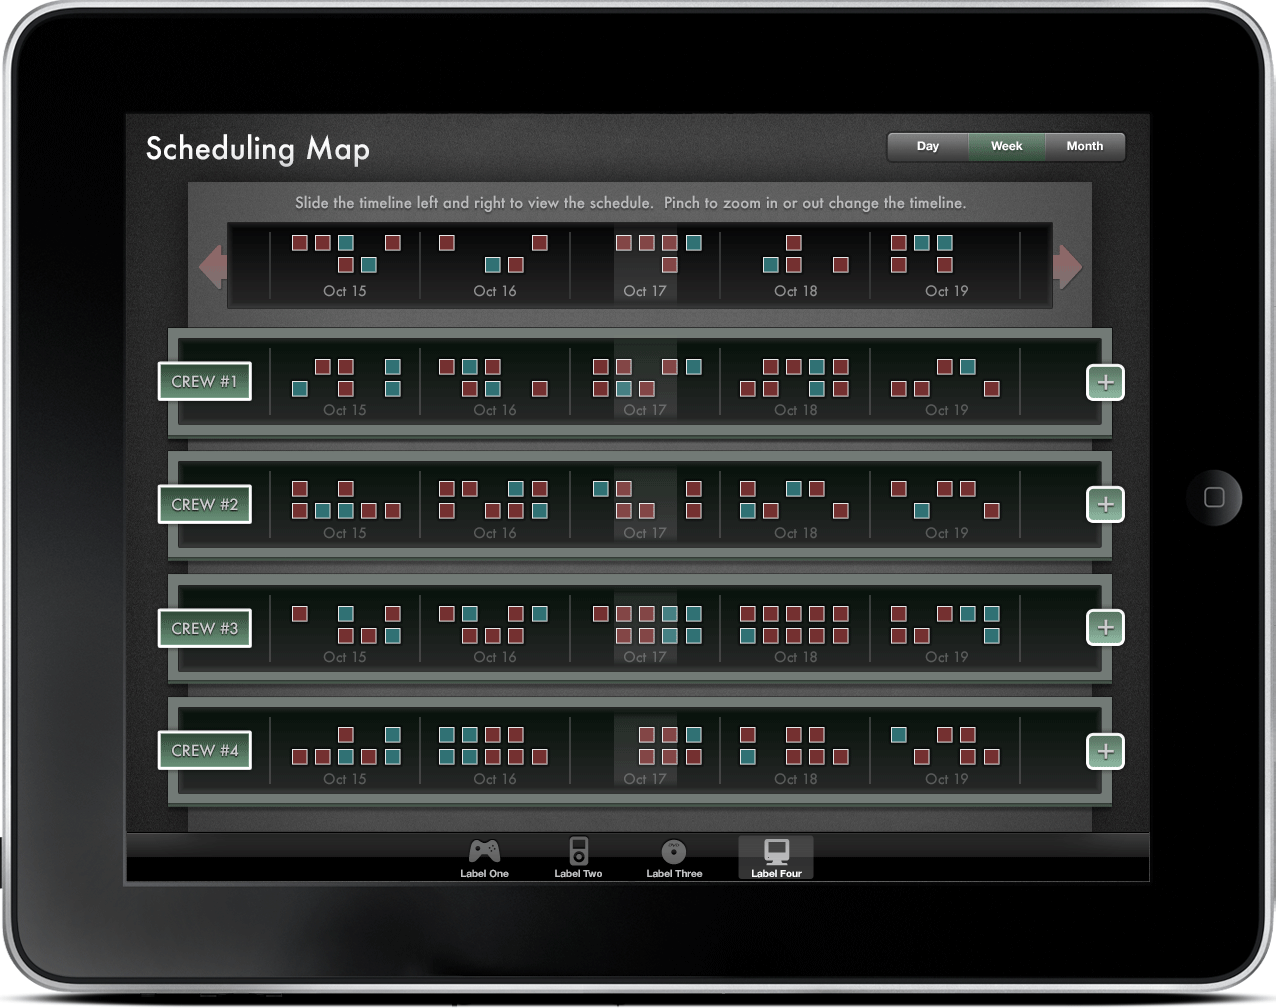 Scheduling Map
Day Week Month
Slide the timeline left and right to view the schedule. Pinch to zoom in or out change the timeline.
Oct 15 Oct 16 Oct 17 Oct 18 Oct 19
CREW #1
Oct 15 Oct 16 Oct 17 Oct 18 Oct 19
CREW #2
Oct 15 Oct 16 Oct 17 Oct 18 Oct 19
CREW #3
Oct 15 Oct 16 Oct 17 Oct 18 Oct 19
CREW #4
Oct 15 Oct 16 Oct 17 Oct 18 Oct 19
Label One Label Two Label Three Label Four